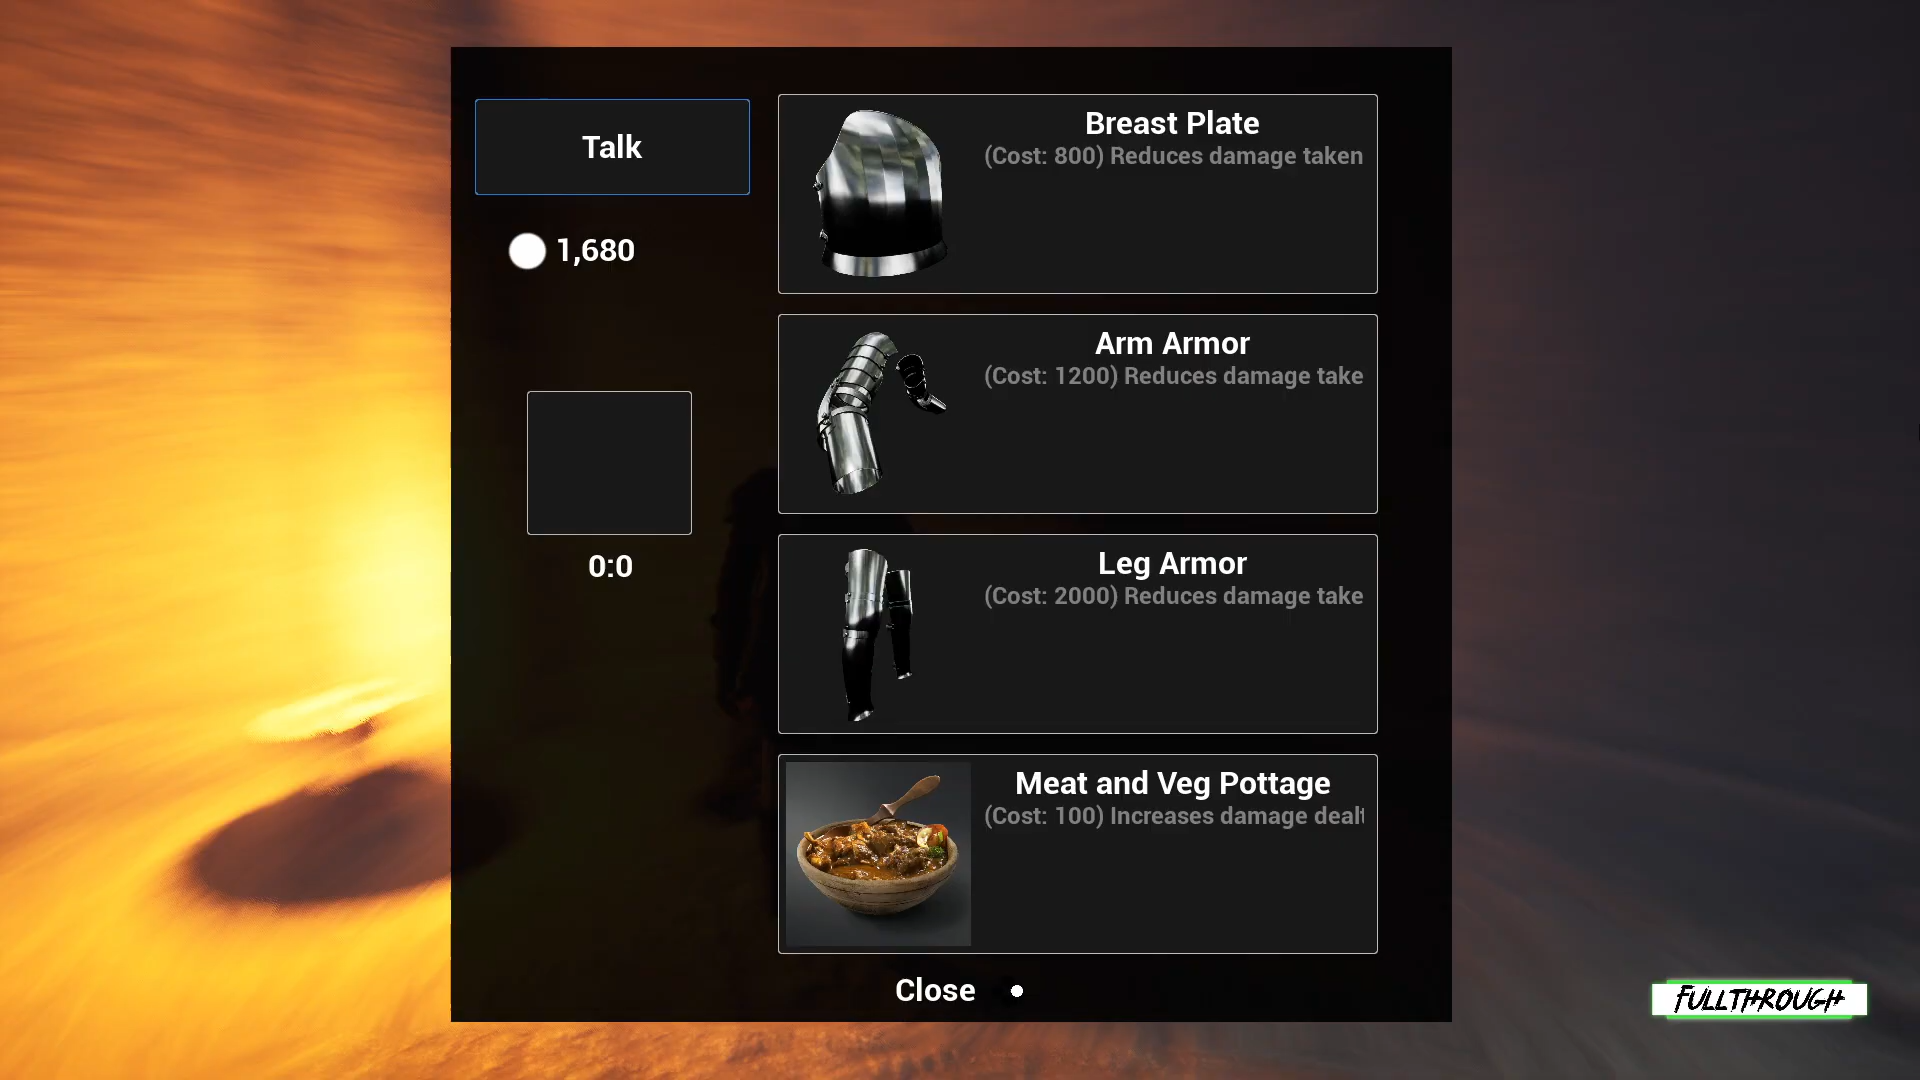 Talk
1,680
0:0
Breast Plate
(Cost: 800) Reduces damage taken
Arm Armor
(Cost: 1200) Reduces damage take
Leg Armor
(Cost: 2000) Reduces damage take
Meat and Veg Pottage
(Cost: 100) Increases damage dealt
Close
FULLTHROUGH